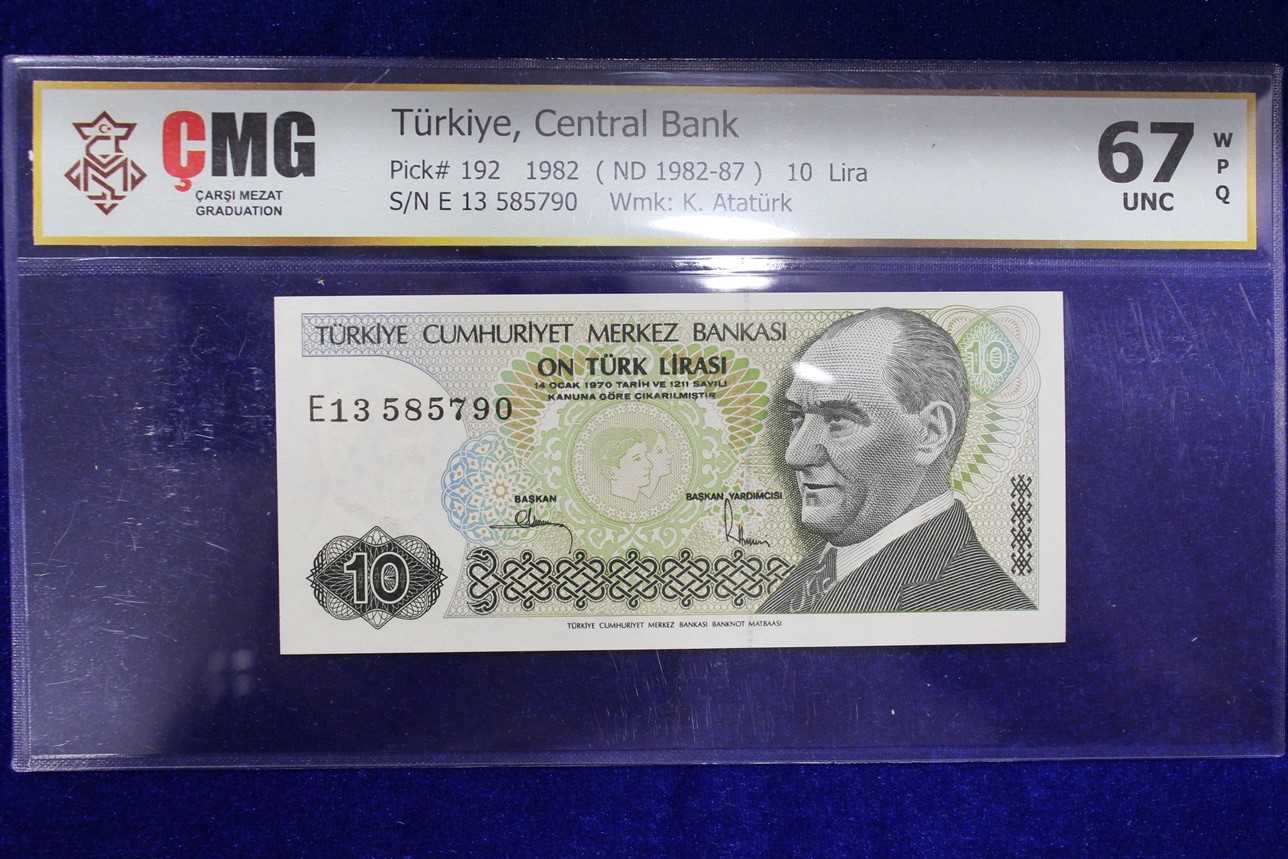 ÇMG
ÇARŞI MEZAT
GRADUATION
Türkiye, Central Bank
Pick# 192 1982 ( ND 1982-87 ) 10 Lira
S/N E 13 585790 Wmk: K. Atatürk
67
UNC
W
P
Q
TÜRKİYE CUMHURİYET MERKEZ BANKASI
ON TÜRK LİRASI
14 OCAK 1970 TARİH VE 1211 SAYILI
KANUNA GÖRE ÇIKARILMIŞTIR
E13 585790
10
BAŞKAN
BAŞKAN YARDIMCISI
10
TÜRKİYE CUMHURİYET MERKEZ BANKASI BANKNOT MATBAASI